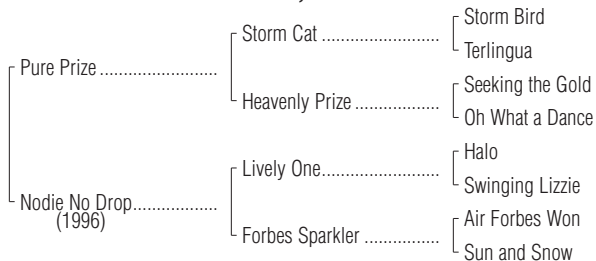 Storm Bird
Storm Cat ........................
Terlingua
Pure Prize ........................
Seeking the Gold
Heavenly Prize .................
Oh What a Dance
Halo
Lively One........................
Swinging Lizzie
Nodie No Drop.................
(1996)
Air Forbes Won
Forbes Sparkler ...............
Sun and Snow